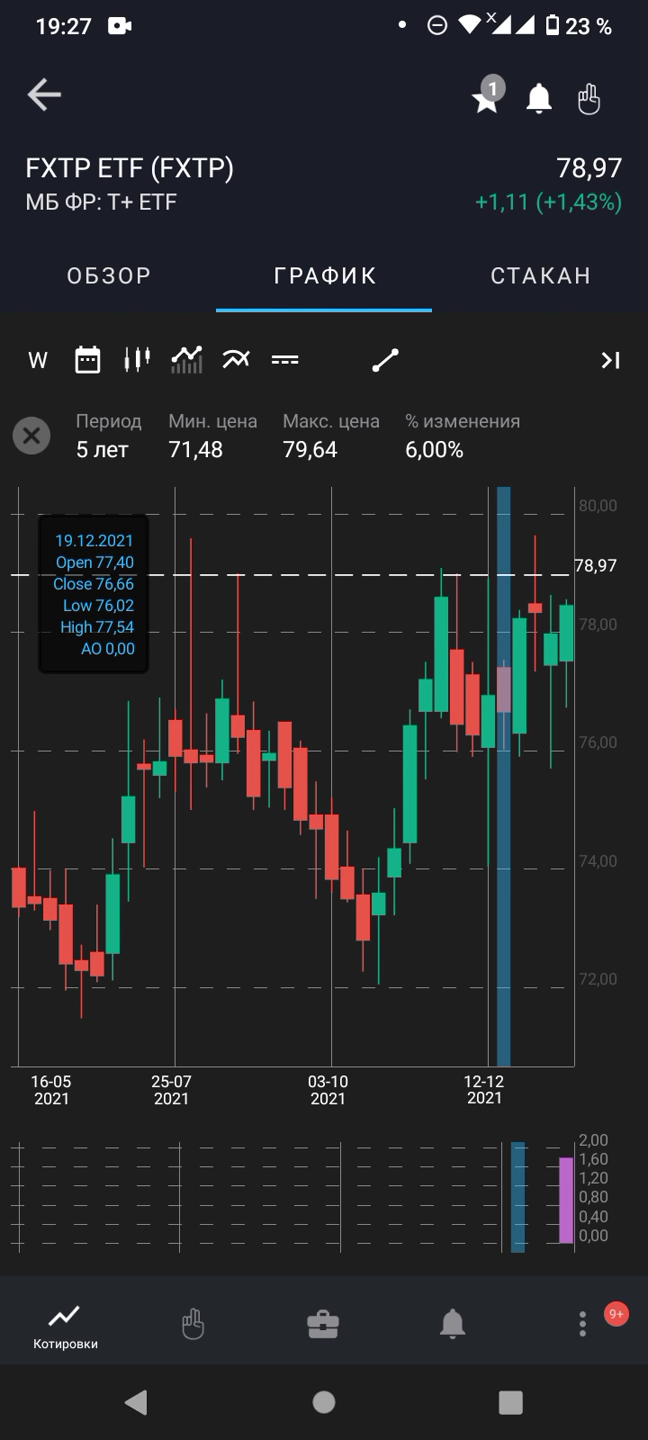 19:27
23 %
1
FXTP ETF (FXTP)
78,97
МБ ФР: T+ ETF
+1,11 (+1,43%)
ОБЗОР
ГРАФИК
СТАКАН
W
Период
Мин. цена
Макс. цена
% изменения
5 лет
71,48
79,64
6,00%
80,00
19.12.2021
Open 77,40
78,97
Close 76,66
Low 76,02
High 77,54
78,00
AO 0,00
76,00
74,00
72,00
16-05
2021
25-07
2021
03-10
2021
12-12
2021
2,00
1,60
1,20
0,80
0,40
0,00
9+
Котировки